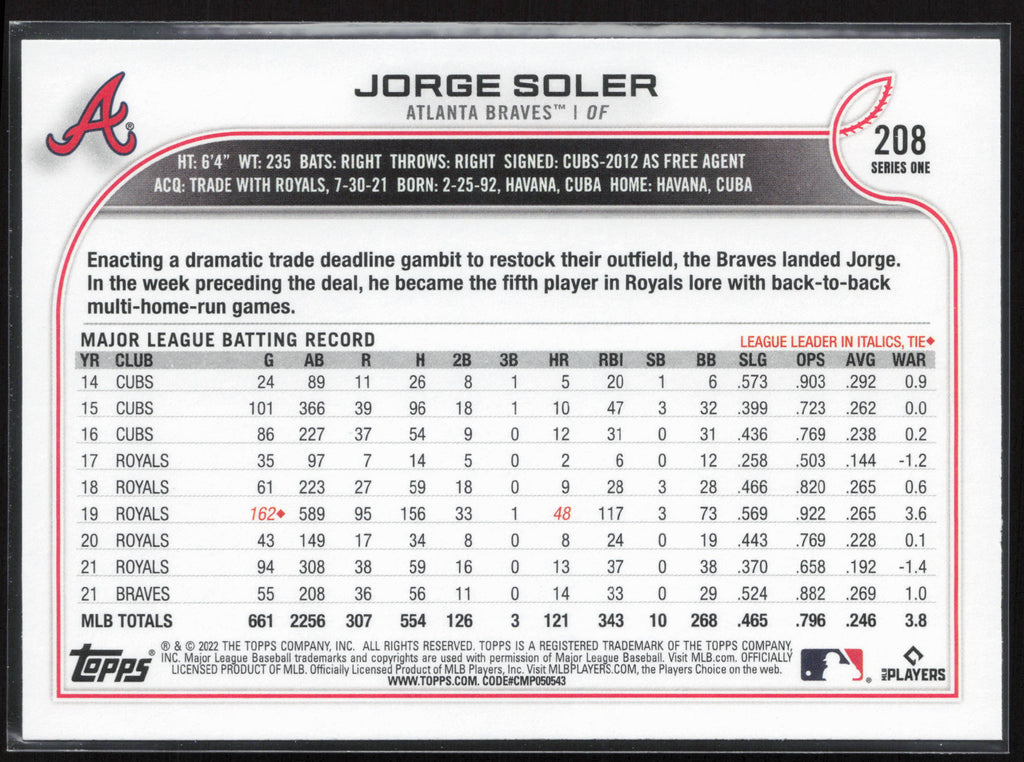 JORGE SOLER
ATLANTA BRAVES™ | OF
208
SERIES ONE
HT: 6'4" WT: 235 BATS: RIGHT THROWS: RIGHT SIGNED: CUBS-2012 AS FREE AGENT
ACQ: TRADE WITH ROYALS, 7-30-21 BORN: 2-25-92, HAVANA, CUBA HOME: HAVANA, CUBA
Enacting a dramatic trade deadline gambit to restock their outfield, the Braves landed Jorge.
In the week preceding the deal, he became the fifth player in Royals lore with back-to-back
multi-home-run games.
MAJOR LEAGUE BATTING RECORD LEAGUE LEADER IN ITALICS, TIE◆
YR CLUB G AB R H 2B 3B HR RBI SB BB SLG OPS AVG WAR
14 CUBS 24 89 11 26 8 1 5 20 1 6 .573 .903 .292 0.9
15 CUBS 101 366 39 96 18 1 10 47 3 32 .399 .723 .262 0.0
16 CUBS 86 227 37 54 9 0 12 31 0 31 .436 .769 .238 0.2
17 ROYALS 35 97 7 14 5 0 2 6 0 12 .258 .503 .144 -1.2
18 ROYALS 61 223 27 59 18 0 9 28 3 28 .466 .820 .265 0.6
19 ROYALS 162◆ 589 95 156 33 1 48 117 3 73 .569 .922 .265 3.6
20 ROYALS 43 149 17 34 8 0 8 24 0 19 .443 .769 .228 0.1
21 ROYALS 94 308 38 59 16 0 13 37 0 38 .370 .658 .192 -1.4
21 BRAVES 55 208 36 56 11 0 14 33 0 29 .524 .882 .269 1.0
MLB TOTALS 661 2256 307 554 126 3 121 343 10 268 .465 .796 .246 3.8
TOPPS®
® & © 2022 THE TOPPS COMPANY, INC. ALL RIGHTS RESERVED. TOPPS IS A REGISTERED TRADEMARK OF THE TOPPS COMPANY,
INC. Major League Baseball trademarks and copyrights are used with permission of Major League Baseball. Visit MLB.com. OFFICIALLY
LICENSED PRODUCT OF MLB. Officially Licensed Product of MLB Players, Inc. Visit MLBPLAYERS.COM, the Players Choice on the web.
WWW.TOPPS.COM. CODE#CMP050543
MLB PLAYERS